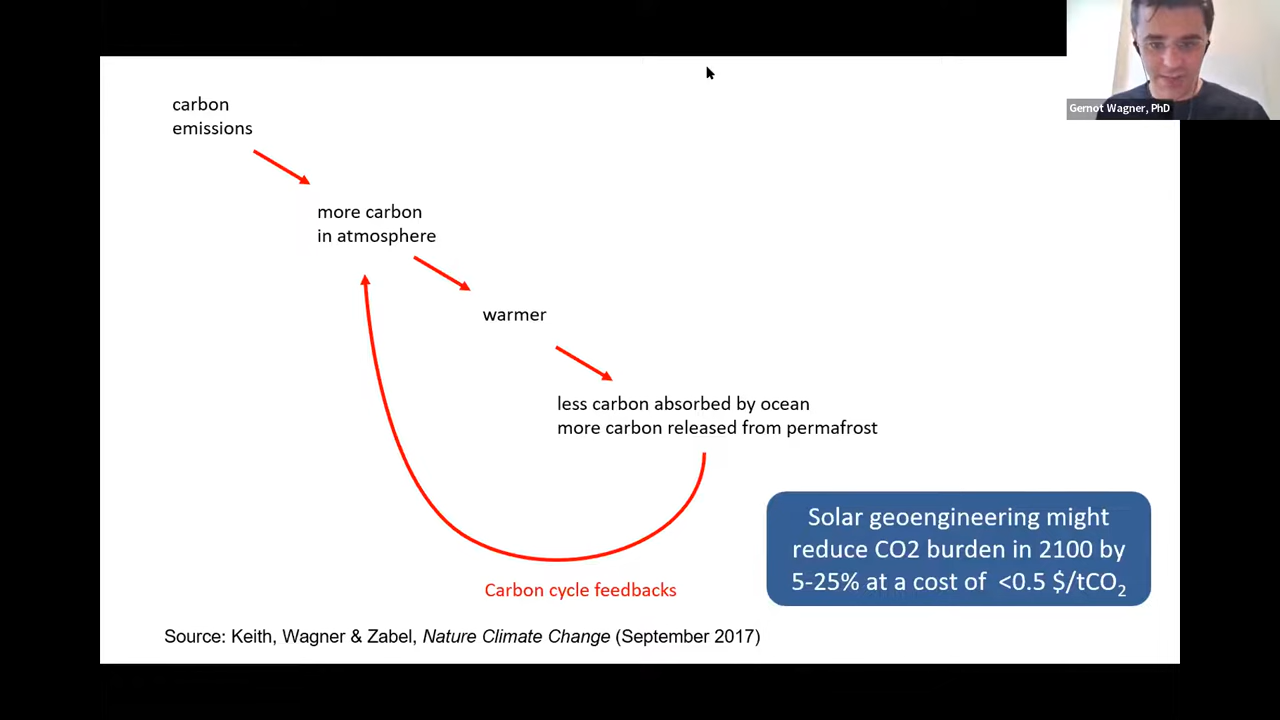 Gernot Wagner, PhD
carbon
emissions
more carbon
in atmosphere
warmer
less carbon absorbed by ocean
more carbon released from permafrost
Solar geoengineering might
reduce CO2 burden in 2100 by
5-25% at a cost of <0.5 $/tCO₂
Carbon cycle feedbacks
Source: Keith, Wagner & Zabel, Nature Climate Change (September 2017)